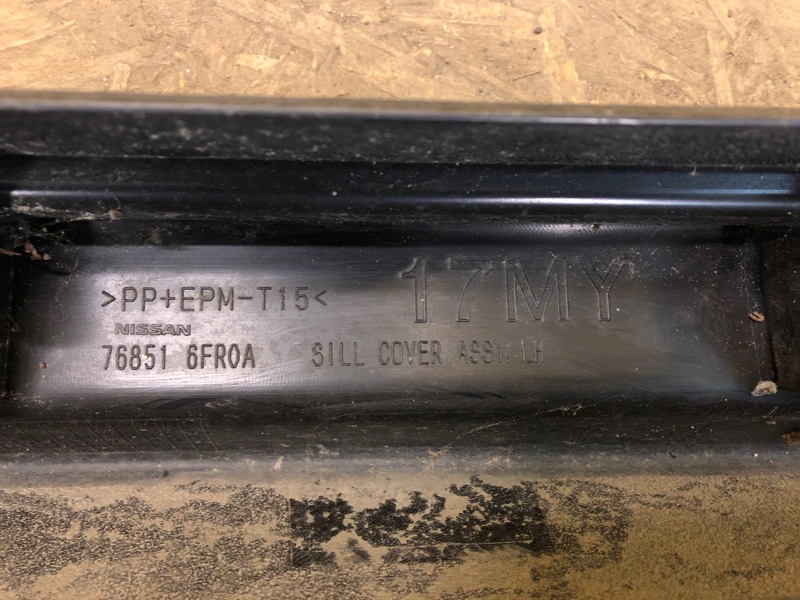 >PP+EPM-T15<
17MY
NISSAN
76851 6FR0A SILL COVER ASSY.LH